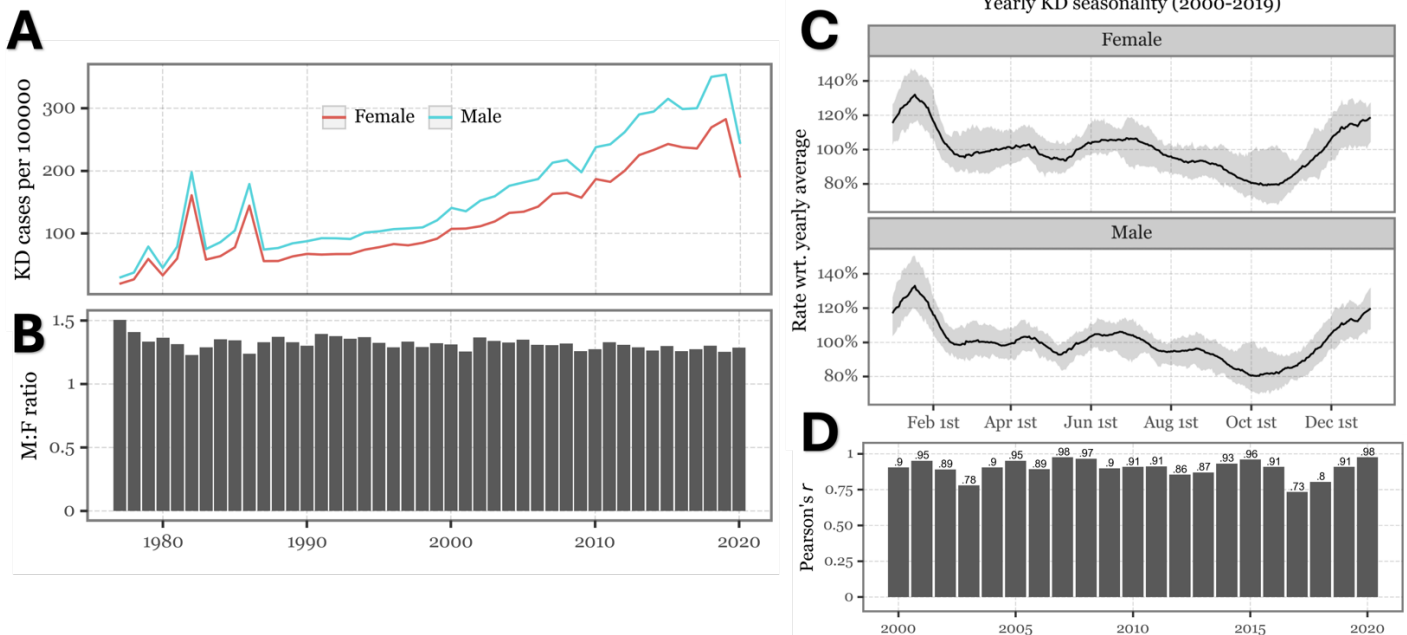 A
KD cases per 100000
300
200
100
Female
Male
B
M:F ratio
1.5
1
0.5
0
1980
1990
2000
2010
2020
C
Yearly KD seasonality (2000-2019)
Rate wrt. yearly average
Female
140%
120%
100%
80%
Male
140%
120%
100%
80%
Feb 1st
Apr 1st
Jun 1st
Aug 1st
Oct 1st
Dec 1st
D
Pearson's r
1
0.75
0.50
0.25
0
.9
.95
.89
.78
.9
.95
.89
.98
.97
.9
.91
.91
.86
.87
.93
.96
.91
.73
.8
.91
.98
2000
2005
2010
2015
2020